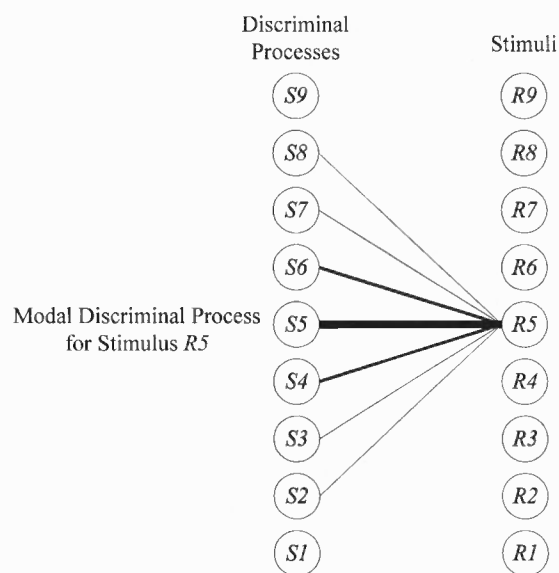 Discriminal
Processes
Stimuli
S9
R9
S8
R8
S7
R7
S6
R6
Modal Discriminal Process
for Stimulus R5
S5
R5
S4
R4
S3
R3
S2
R2
S1
R1